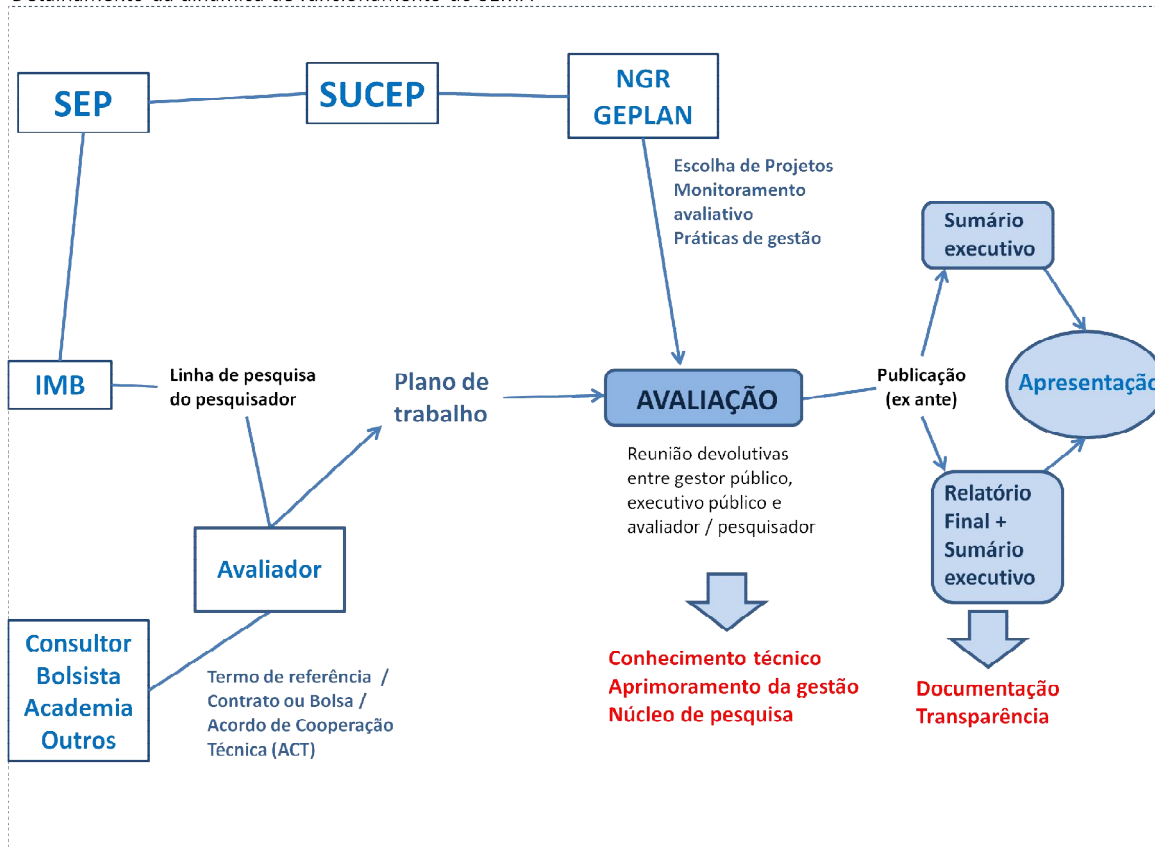 SEP
SUCEP
NGR
GEPLAN
Escolha de Projetos
Monitoramento
avaliativo
Práticas de gestão
Sumário
executivo
IMB
Linha de pesquisa
do pesquisador
Plano de
trabalho
AVALIAÇÃO
Publicação
(ex ante)
Apresentação
Reunião devolutivas
entre gestor público,
executivo público e
avaliador / pesquisador
Relatório
Final +
Sumário
executivo
Avaliador
Consultor
Bolsista
Academia
Outros
Termo de referência /
Contrato ou Bolsa /
Acordo de Cooperação
Técnica (ACT)
Conhecimento técnico
Aprimoramento da gestão
Núcleo de pesquisa
Documentação
Transparência